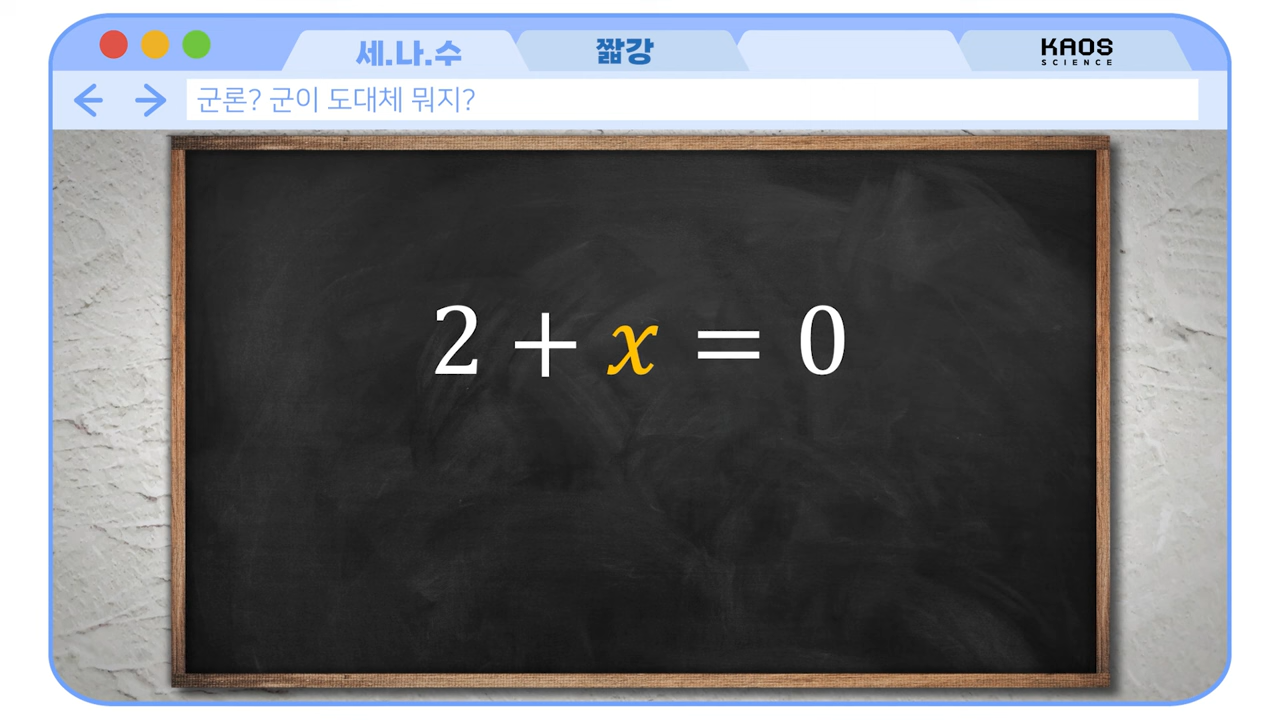 세.나.수
짧강
KAOS
SCIENCE
군론? 군이 도대체 뭐지?
2 + x = 0